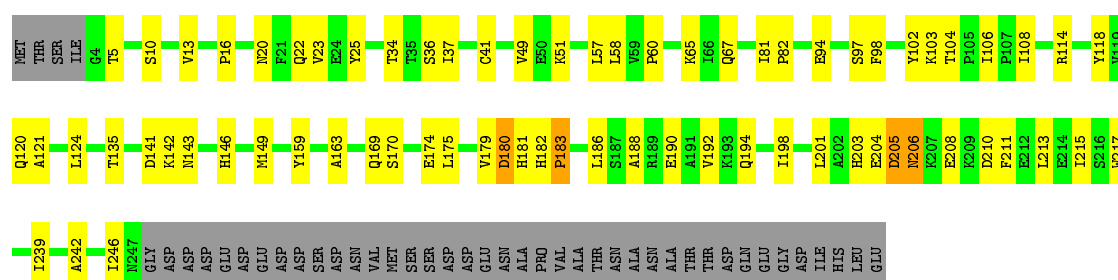 MET THR SER ILE G4 T5 S10 V13 P16 N20 F21 Q22 V23 E24 Y25 T34 T35 S36 I37 C41 V49 E50 K51 L57 L58 V59 P60 K65 I66 Q67 I81 P82 E94 S97 F98 Y102 K103 T104 P105 I106 P107 I108 R114 Y118 V119
Q120 A121 L124 T135 D141 K142 N143 H146 M149 Y159 A163 Q169 S170 E174 L175 V179 D180 H181 H182 P183 L186 S187 A188 R189 E190 A191 V192 K193 Q194 I198 L201 A202 H203 E204 D205 N206 K207 E208 K209 D210 F211 E212 L213 E214 I215 S216 W217
I239 A242 I246 N247 GLY ASP ASP ASP GLU ASP GLU ASP ASP SER ASP ASN VAL MET SER SER ASP ASP GLU ASN ALA PRO VAL ALA THR ASN ALA ASN ALA THR THR ASP GLN GLU GLY ASP ILE HIS LEU GLU